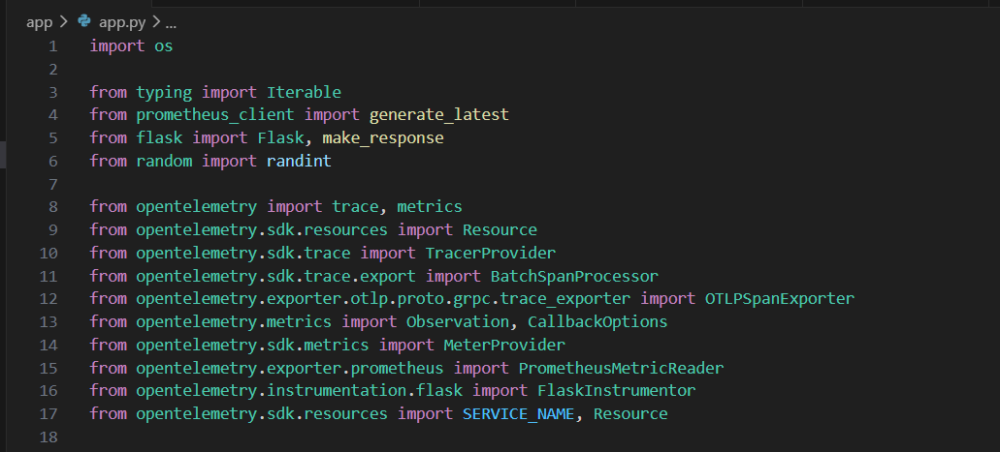 app > app.py > ...
1 import os
2
3 from typing import Iterable
4 from prometheus_client import generate_latest
5 from flask import Flask, make_response
6 from random import randint
7
8 from opentelemetry import trace, metrics
9 from opentelemetry.sdk.resources import Resource
10 from opentelemetry.sdk.trace import TracerProvider
11 from opentelemetry.sdk.trace.export import BatchSpanProcessor
12 from opentelemetry.exporter.otlp.proto.grpc.trace_exporter import OTLPSpanExporter
13 from opentelemetry.metrics import Observation, CallbackOptions
14 from opentelemetry.sdk.metrics import MeterProvider
15 from opentelemetry.exporter.prometheus import PrometheusMetricReader
16 from opentelemetry.instrumentation.flask import FlaskInstrumentor
17 from opentelemetry.sdk.resources import SERVICE_NAME, Resource
18